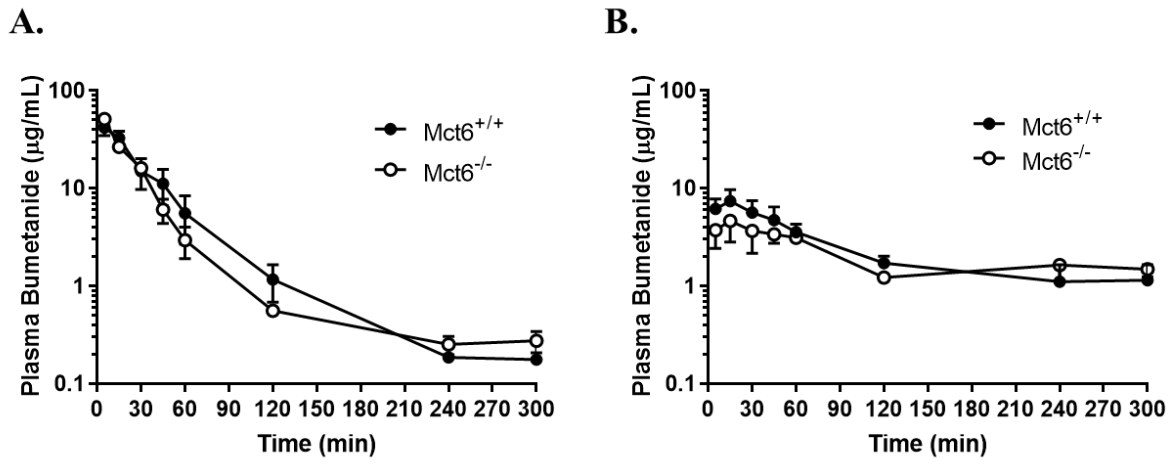 A.
Plasma Bumetanide (µg/mL)
100
10
1
0.1
Mct6+/+
Mct6-/-
0 30 60 90 120 150 180 210 240 270 300
Time (min)
B.
Plasma Bumetanide (µg/mL)
100
10
1
0.1
Mct6+/+
Mct6-/-
0 30 60 90 120 150 180 210 240 270 300
Time (min)